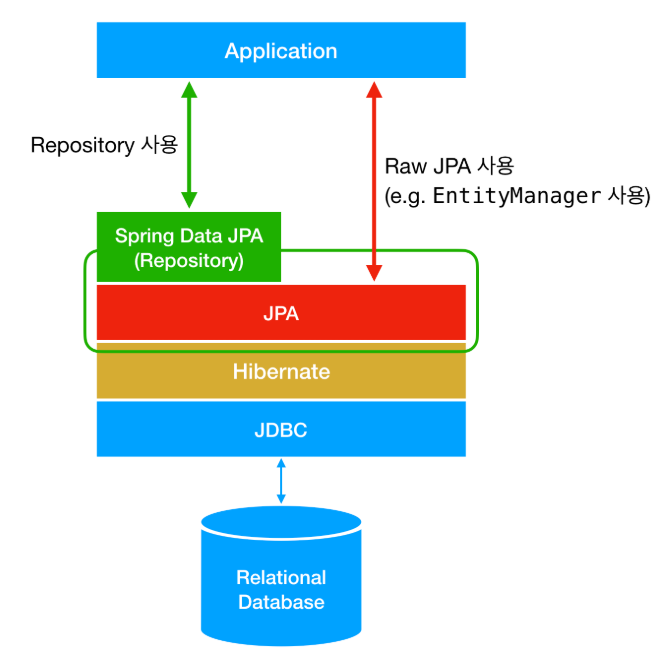 Application
Repository 사용
Raw JPA 사용
(e.g. EntityManager 사용)
Spring Data JPA
(Repository)
JPA
Hibernate
JDBC
Relational
Database